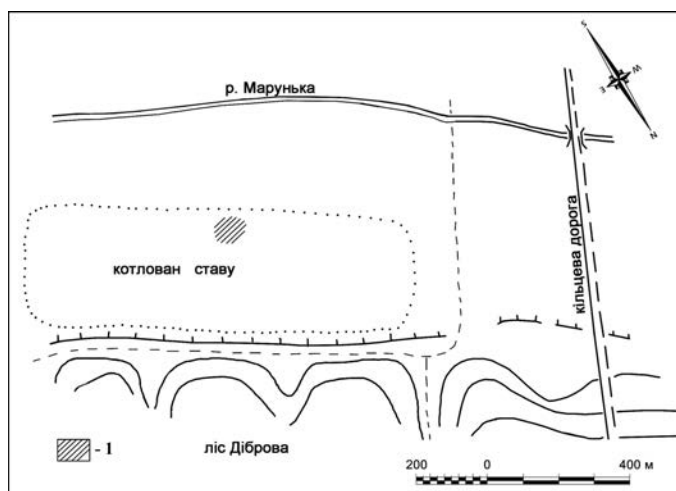 S
р. Марунька
W
E
N
кільцева дорога
котлован ставу
- 1
ліс Діброва
200 0 400 м